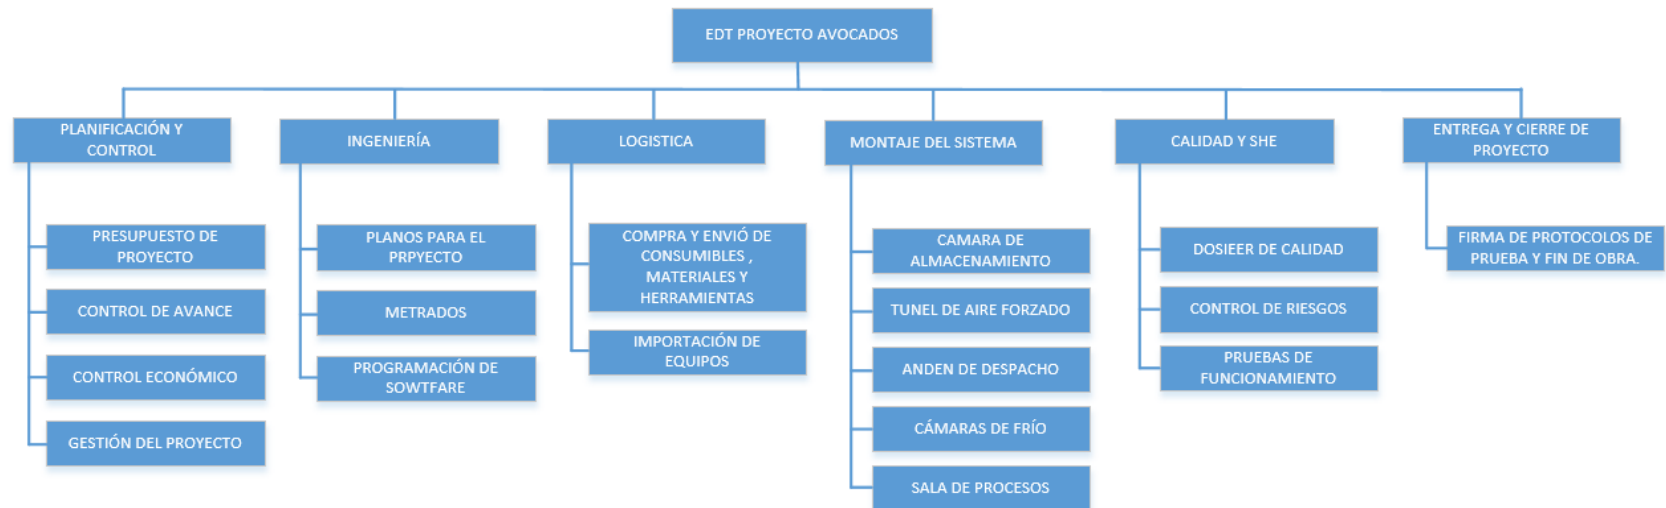 EDT PROYECTO AVOCADOS
PLANIFICACIÓN Y
CONTROL
PRESUPUESTO DE
PROYECTO
CONTROL DE AVANCE
CONTROL ECONÓMICO
GESTIÓN DEL PROYECTO
INGENIERÍA
PLANOS PARA EL
PRPYECTO
METRADOS
PROGRAMACIÓN DE
SOWTFARE
LOGISTICA
COMPRA Y ENVIÓ DE
CONSUMIBLES ,
MATERIALES Y
HERRAMIENTAS
IMPORTACIÓN DE
EQUIPOS
MONTAJE DEL SISTEMA
CAMARA DE
ALMACENAMIENTO
TUNEL DE AIRE FORZADO
ANDEN DE DESPACHO
CÁMARAS DE FRÍO
SALA DE PROCESOS
CALIDAD Y SHE
DOSIEER DE CALIDAD
CONTROL DE RIESGOS
PRUEBAS DE
FUNCIONAMIENTO
ENTREGA Y CIERRE DE
PROYECTO
FIRMA DE PROTOCOLOS DE
PRUEBA Y FIN DE OBRA.